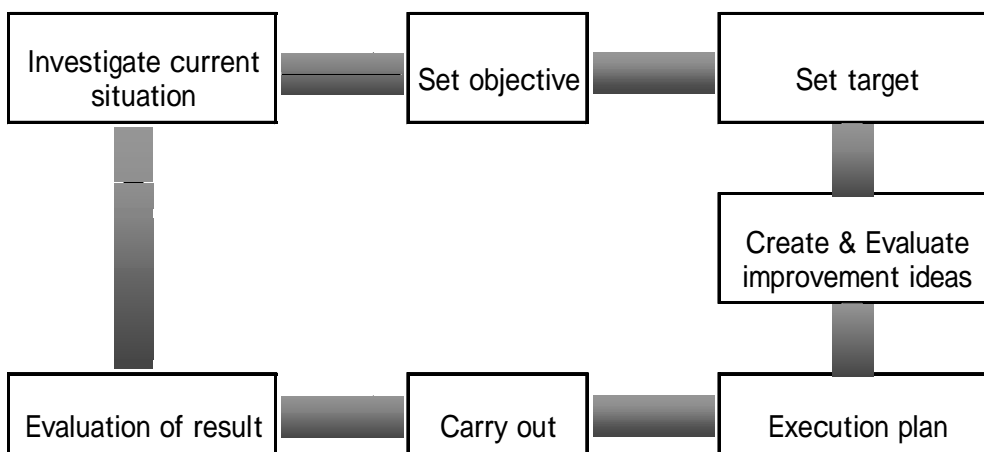 Investigate current
situation
Set objective
Set target
Create & Evaluate
improvement ideas
Execution plan
Carry out
Evaluation of result